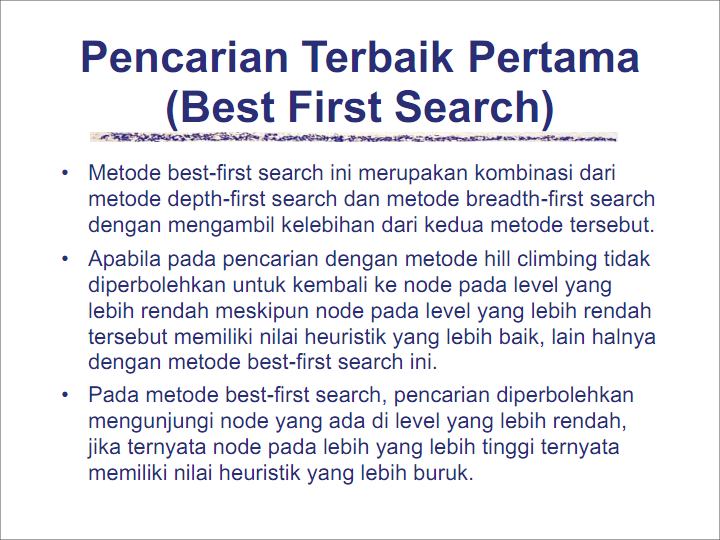 Pencarian Terbaik Pertama
(Best First Search)
• Metode best-first search ini merupakan kombinasi dari
metode depth-first search dan metode breadth-first search
dengan mengambil kelebihan dari kedua metode tersebut.
• Apabila pada pencarian dengan metode hill climbing tidak
diperbolehkan untuk kembali ke node pada level yang
lebih rendah meskipun node pada level yang lebih rendah
tersebut memiliki nilai heuristik yang lebih baik, lain halnya
dengan metode best-first search ini.
• Pada metode best-first search, pencarian diperbolehkan
mengunjungi node yang ada di level yang lebih rendah,
jika ternyata node pada lebih yang lebih tinggi ternyata
memiliki nilai heuristik yang lebih buruk.